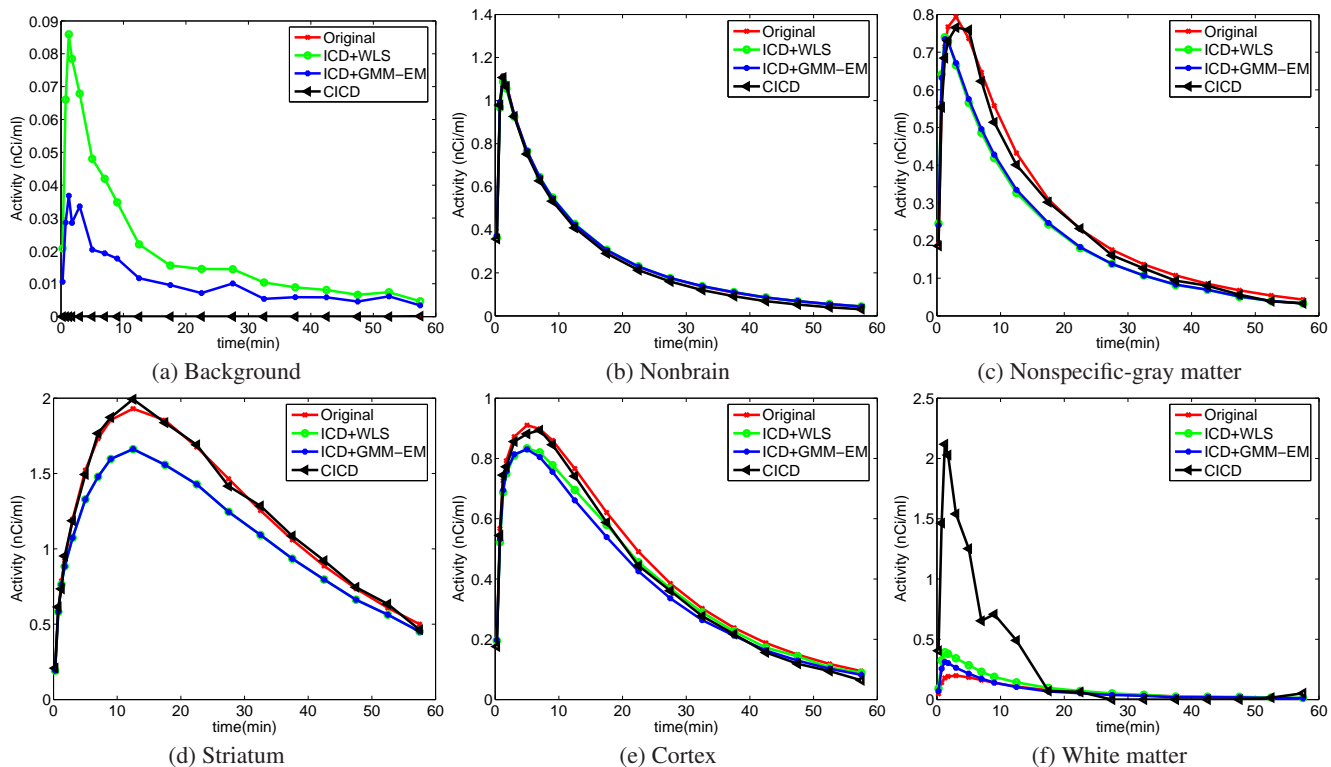 0.09
0.08
0.07
0.06
0.05
0.04
0.03
0.02
0.01
0
Activity (nCi/ml)
Original
ICD+WLS
ICD+GMM−EM
CICD
0 10 20 30 40 50 60
time(min)
(a) Background
1.4
1.2
1
0.8
0.6
0.4
0.2
0
Activity (nCi/ml)
Original
ICD+WLS
ICD+GMM−EM
CICD
0 10 20 30 40 50 60
time(min)
(b) Nonbrain
0.8
0.7
0.6
0.5
0.4
0.3
0.2
0.1
0
Activity (nCi/ml)
Original
ICD+WLS
ICD+GMM−EM
CICD
0 10 20 30 40 50 60
time(min)
(c) Nonspecific-gray matter
2
1.5
1
0.5
0
Activity (nCi/ml)
Original
ICD+WLS
ICD+GMM−EM
CICD
0 10 20 30 40 50 60
time(min)
(d) Striatum
1
0.8
0.6
0.4
0.2
0
Activity (nCi/ml)
Original
ICD+WLS
ICD+GMM−EM
CICD
0 10 20 30 40 50 60
time(min)
(e) Cortex
2.5
2
1.5
1
0.5
0
Activity (nCi/ml)
Original
ICD+WLS
ICD+GMM−EM
CICD
0 10 20 30 40 50 60
time(min)
(f) White matter